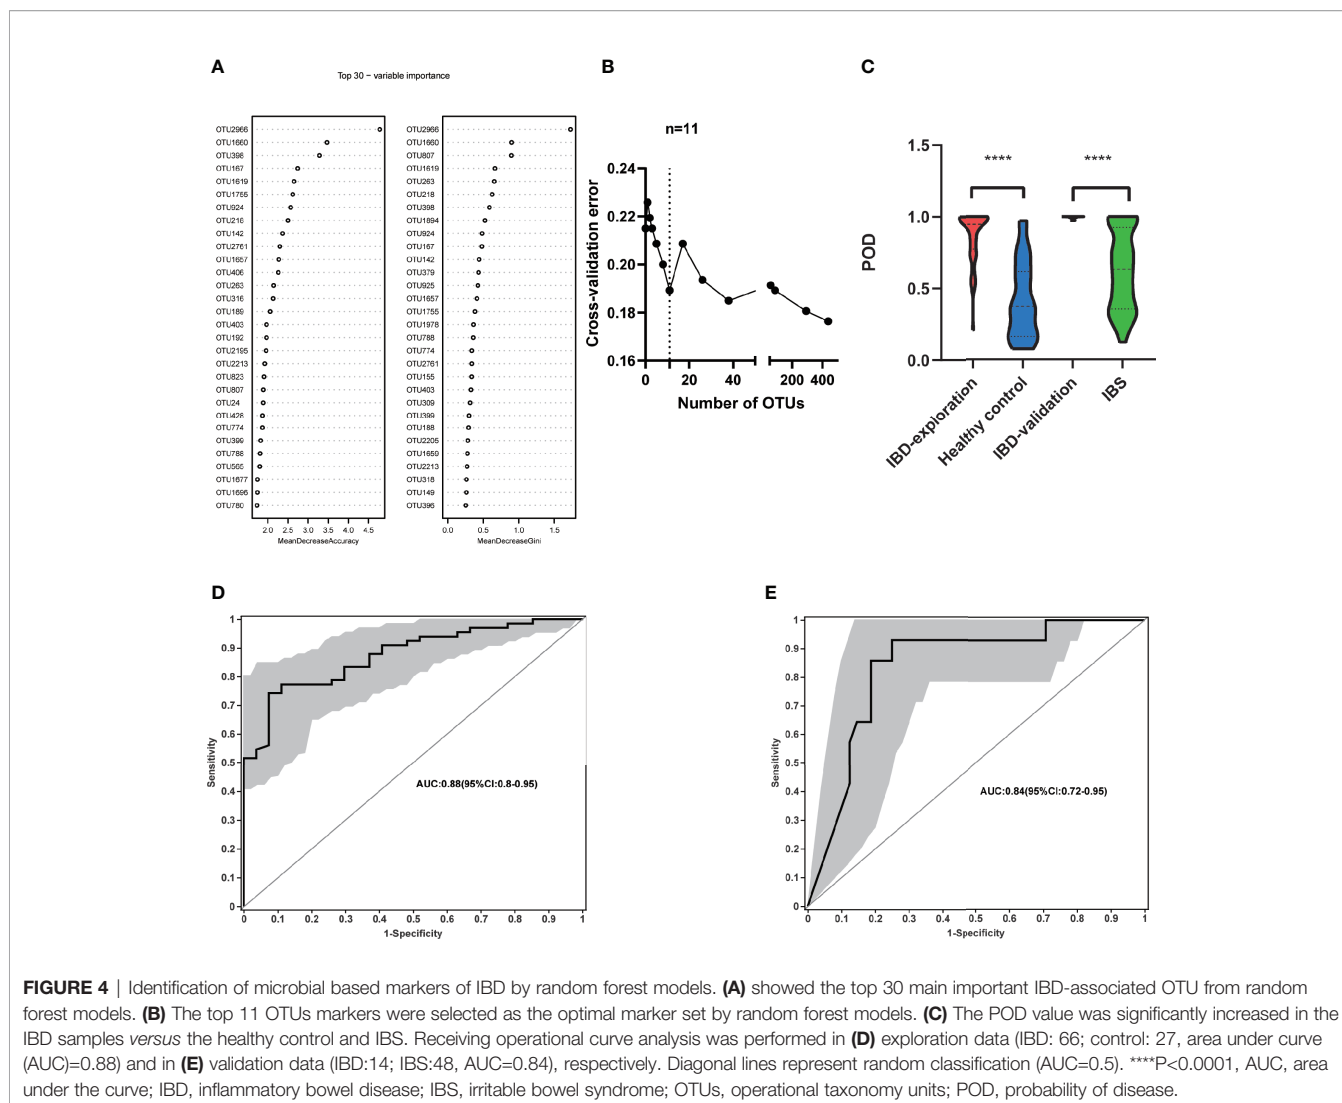 A
B
C
Top 30 – variable importance
OTU2966
OTU1660
OTU398
OTU167
OTU1619
OTU1755
OTU924
OTU216
OTU142
OTU2761
OTU1657
OTU406
OTU263
OTU316
OTU189
OTU403
OTU192
OTU2195
OTU2213
OTU823
OTU807
OTU24
OTU428
OTU774
OTU399
OTU788
OTU565
OTU1677
OTU1696
OTU780
2.0 2.5 3.0 3.5 4.0 4.5
MeanDecreaseAccuracy
OTU2966
OTU1660
OTU807
OTU1619
OTU263
OTU218
OTU398
OTU1894
OTU924
OTU167
OTU142
OTU379
OTU925
OTU1657
OTU1755
OTU1978
OTU788
OTU774
OTU2761
OTU155
OTU403
OTU309
OTU399
OTU188
OTU2205
OTU1659
OTU2213
OTU318
OTU149
OTU396
0.0 0.5 1.0 1.5
MeanDecreaseGini
n=11
Cross-validation error
0.24
0.22
0.20
0.18
0.16
0 20 40 200 400
Number of OTUs
POD
1.5
1.0
0.5
0.0
**** ****
IBD-exploration
Healthy control
IBD-validation
IBS
D
Sensitivity
1
0.9
0.8
0.7
0.6
0.5
0.4
0.3
0.2
0.1
0
AUC:0.88(95%CI:0.8-0.95)
0 0.1 0.2 0.3 0.4 0.5 0.6 0.7 0.8 0.9 1
1-Specificity
E
Sensitivity
1
0.9
0.8
0.7
0.6
0.5
0.4
0.3
0.2
0.1
0
AUC:0.84(95%CI:0.72-0.95)
0 0.1 0.2 0.3 0.4 0.5 0.6 0.7 0.8 0.9 1
1-Specificity
FIGURE 4 | Identification of microbial based markers of IBD by random forest models. (A) showed the top 30 main important IBD-associated OTU from random
forest models. (B) The top 11 OTUs markers were selected as the optimal marker set by random forest models. (C) The POD value was significantly increased in the
IBD samples versus the healthy control and IBS. Receiving operational curve analysis was performed in (D) exploration data (IBD: 66; control: 27, area under curve
(AUC)=0.88) and in (E) validation data (IBD:14; IBS:48, AUC=0.84), respectively. Diagonal lines represent random classification (AUC=0.5). ****P<0.0001, AUC, area
under the curve; IBD, inflammatory bowel disease; IBS, irritable bowel syndrome; OTUs, operational taxonomy units; POD, probability of disease.